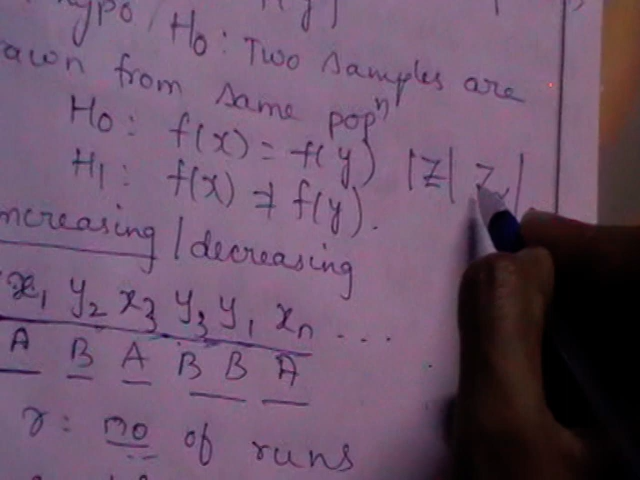 hypo H₀: Two samples are
drawn from same popⁿ
H₀: f(x) = f(y)
H₁: f(x) ≠ f(y). |Z|
increasing / decreasing
x₁ y₂ x₃ y₃ y₁ xₙ ...
A B A B B A
r: no of runs